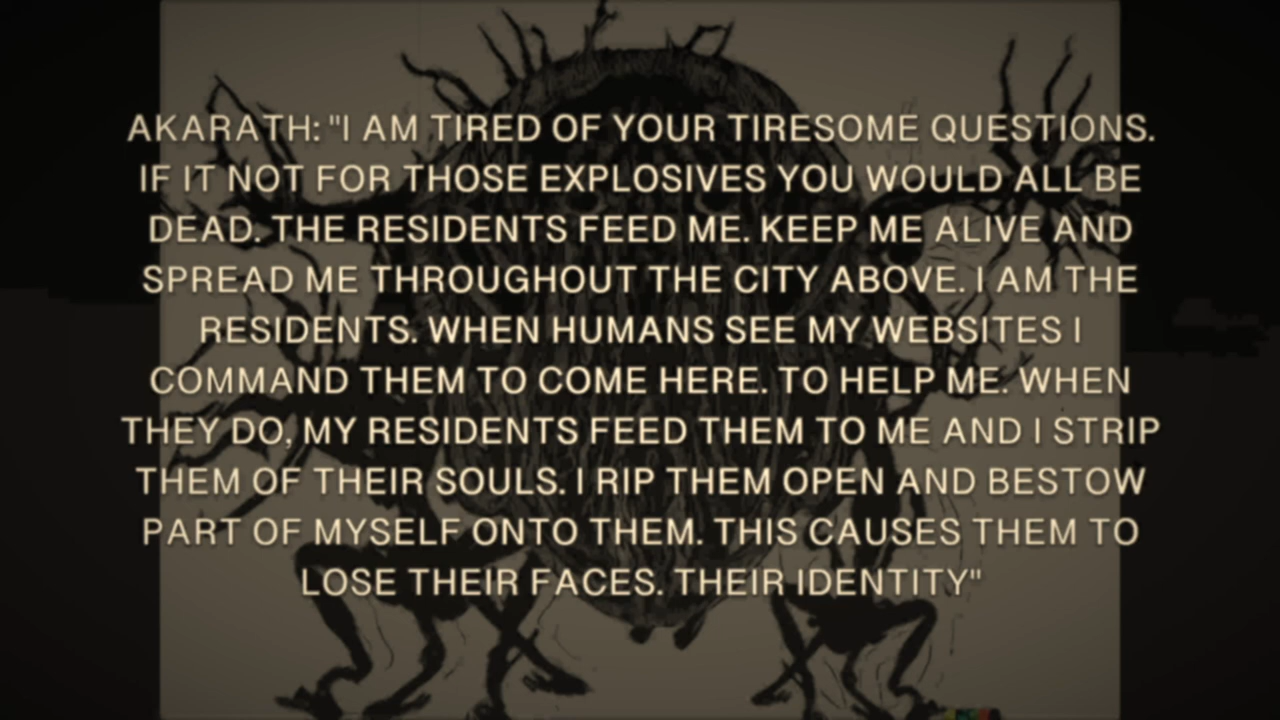 AKARATH: "I AM TIRED OF YOUR TIRESOME QUESTIONS.
IF IT NOT FOR THOSE EXPLOSIVES YOU WOULD ALL BE
DEAD. THE RESIDENTS FEED ME. KEEP ME ALIVE AND
SPREAD ME THROUGHOUT THE CITY ABOVE. I AM THE
RESIDENTS. WHEN HUMANS SEE MY WEBSITES I
COMMAND THEM TO COME HERE. TO HELP ME. WHEN
THEY DO, MY RESIDENTS FEED THEM TO ME AND I STRIP
THEM OF THEIR SOULS. I RIP THEM OPEN AND BESTOW
PART OF MYSELF ONTO THEM. THIS CAUSES THEM TO
LOSE THEIR FACES. THEIR IDENTITY"